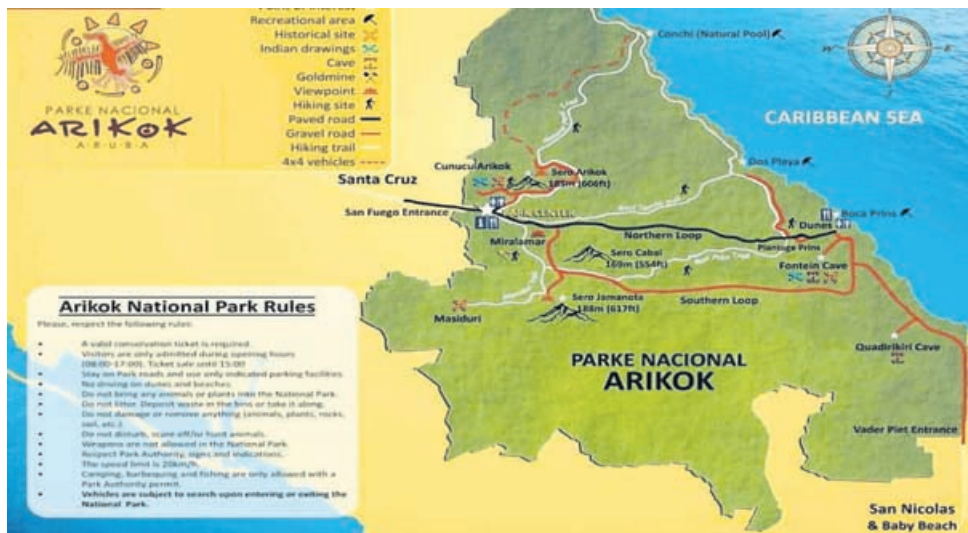 Recreational area
Historical site
Indian drawings
Cave
Goldmine
Viewpoint
Hiking site
Paved road
Gravel road
Hiking trail
4x4 vehicles
PARKE NACIONAL
ARIKOK
ARUBA
Conchi (Natural Pool)
W
E
CARIBBEAN SEA
Dos Playa
Cunucu Arikok
Sero Arikok
185m (606ft)
Santa Cruz
San Fuego Entrance
CENTER
Boca Prins
Dunes
Northern Loop
Plantage Prins
Miralamar
Sero Cabai
169m (554ft)
Fontein Cave
Sero Jamanota
188m (617ft)
Southern Loop
Masiduri
Quadirikiri Cave
PARKE NACIONAL
ARIKOK
Vader Piet Entrance
San Nicolas
& Baby Beach
Arikok National Park Rules
Please, respect the following rules:
A valid conservation ticket is required.
Visitors are only admitted during opening hours
(08:00-17:00). Ticket sale until 15:00
Stay on Park roads and use only indicated parking facilities.
No driving on dunes and beaches.
Do not bring any animals or plants into the National Park.
Do not litter. Deposit waste in the bins or take it along.
Do not damage or remove anything (animals, plants, rocks,
soil, etc.).
Do not disturb, scare off/or hunt animals.
Weapons are not allowed in the National Park.
Respect Park Authority, signs and indications.
The speed limit is 20km/h.
Camping, barbequing and fishing are only allowed with a
Park Authority permit.
Vehicles are subject to search upon entering or exiting the
National Park.